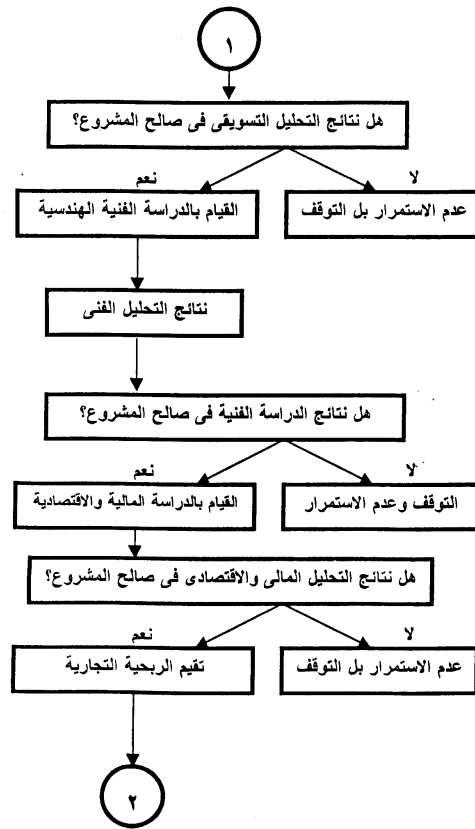 ١
هل نتائج التحليل التسويقى فى صالح المشروع؟
نعم
لا
القيام بالدراسة الفنية الهندسية
عدم الاستمرار بل التوقف
نتائج التحليل الفنى
هل نتائج الدراسة الفنية فى صالح المشروع؟
نعم
لا
القيام بالدراسة المالية والاقتصادية
التوقف وعدم الاستمرار
هل نتائج التحليل المالى والاقتصادى فى صالح المشروع؟
نعم
لا
تقيم الربحية التجارية
عدم الاستمرار بل التوقف
٢